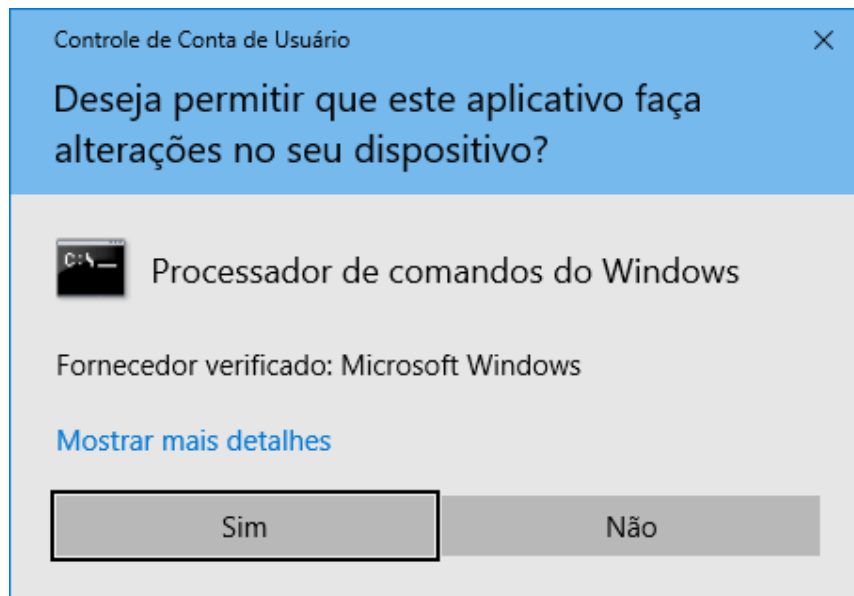 Controle de Conta de Usuário
Deseja permitir que este aplicativo faça
alterações no seu dispositivo?
C:\_
Processador de comandos do Windows
Fornecedor verificado: Microsoft Windows
Mostrar mais detalhes
Sim
Não